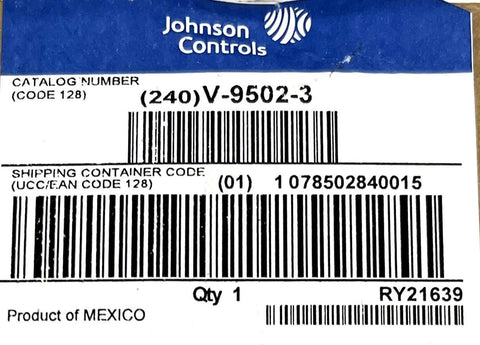 Johnson
Controls
CATALOG NUMBER
(CODE 128)
(240)V-9502-3
SHIPPING CONTAINER CODE
(UCC/EAN CODE 128)
(01) 1 078502840015
Qty 1
RY21639
Product of MEXICO